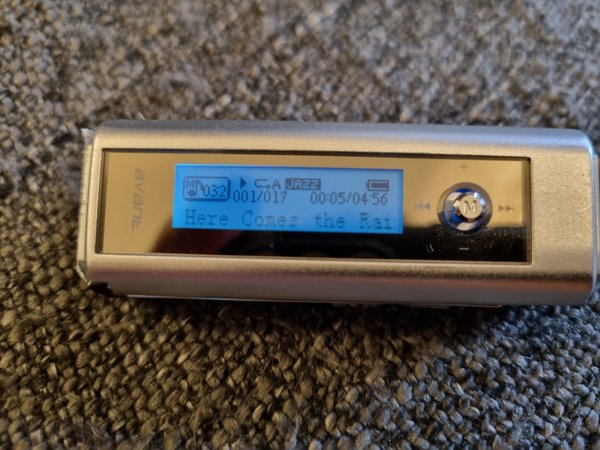 avant
M 032 A JAZZ
001/017 00:05/04:56
Here Comes the Rai
M